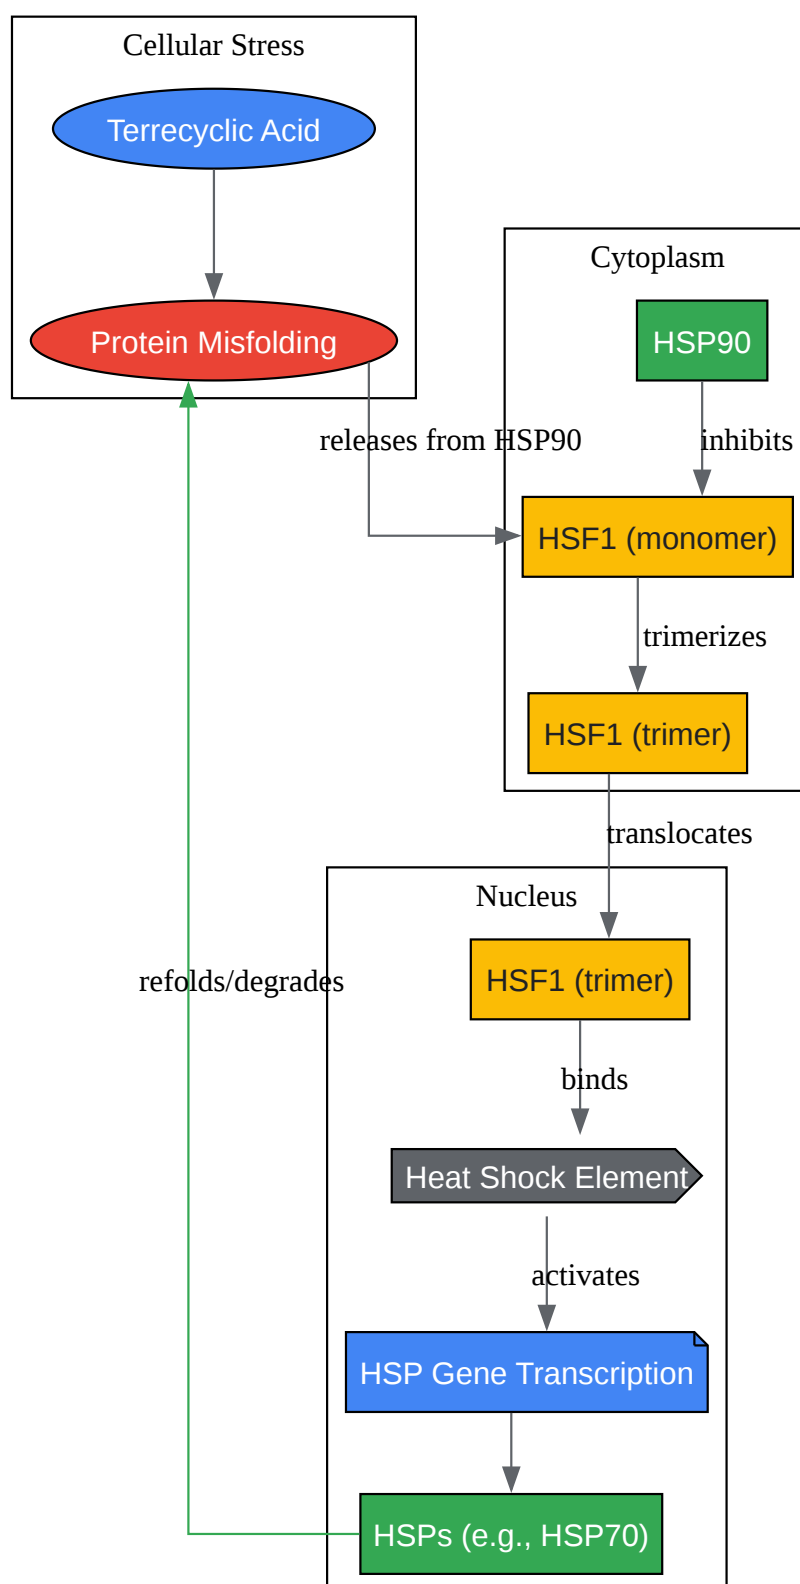 Cellular Stress
Terrecyclic Acid
Protein Misfolding
Cytoplasm
HSP90
releases from HSP90
inhibits
HSF1 (monomer)
trimerizes
HSF1 (trimer)
translocates
Nucleus
HSF1 (trimer)
refolds/degrades
binds
Heat Shock Element
activates
HSP Gene Transcription
HSPs (e.g., HSP70)